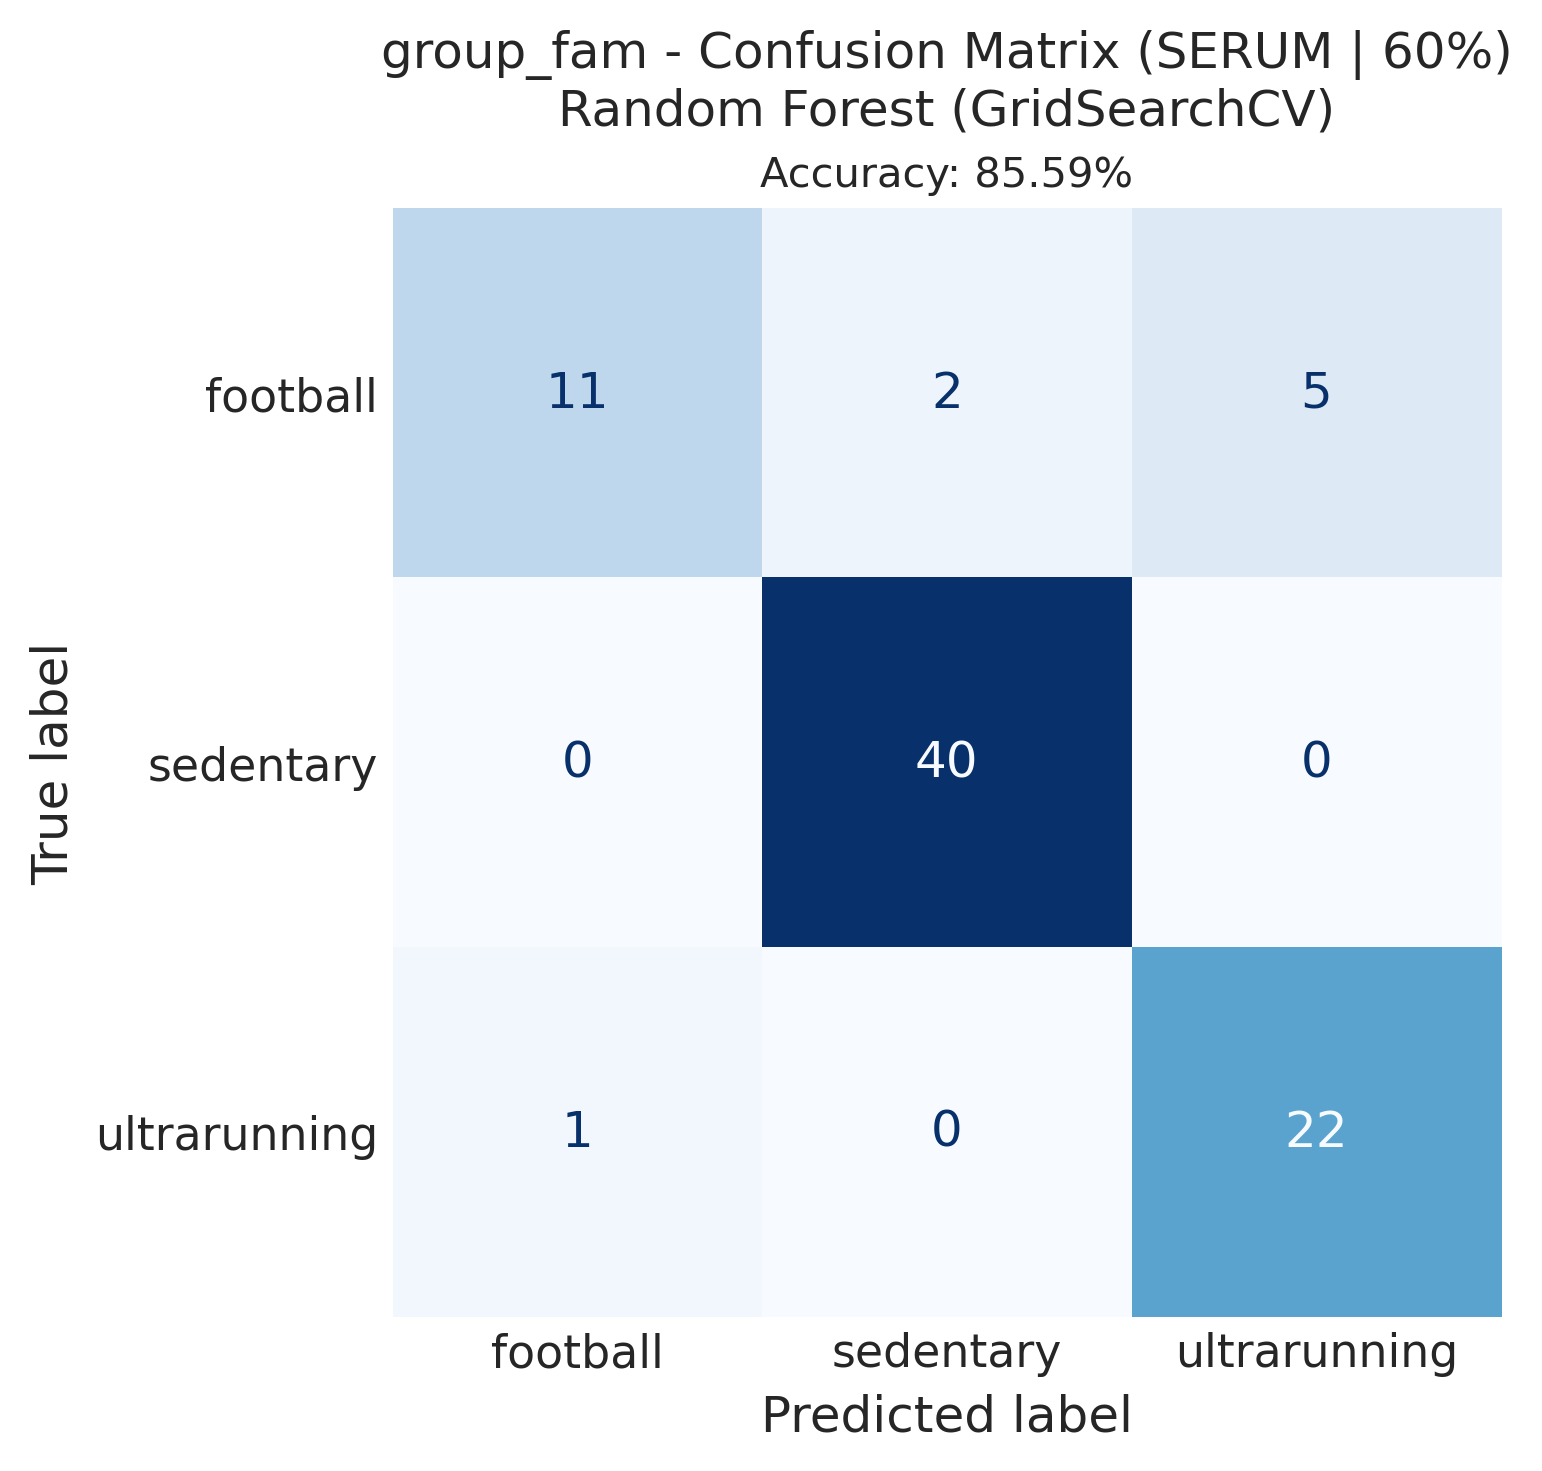 group_fam - Confusion Matrix (SERUM | 60%)
Random Forest (GridSearchCV)
Accuracy: 85.59%
True label
football
11 2 5
sedentary
0 40 0
ultrarunning
1 0 22
football sedentary ultrarunning
Predicted label